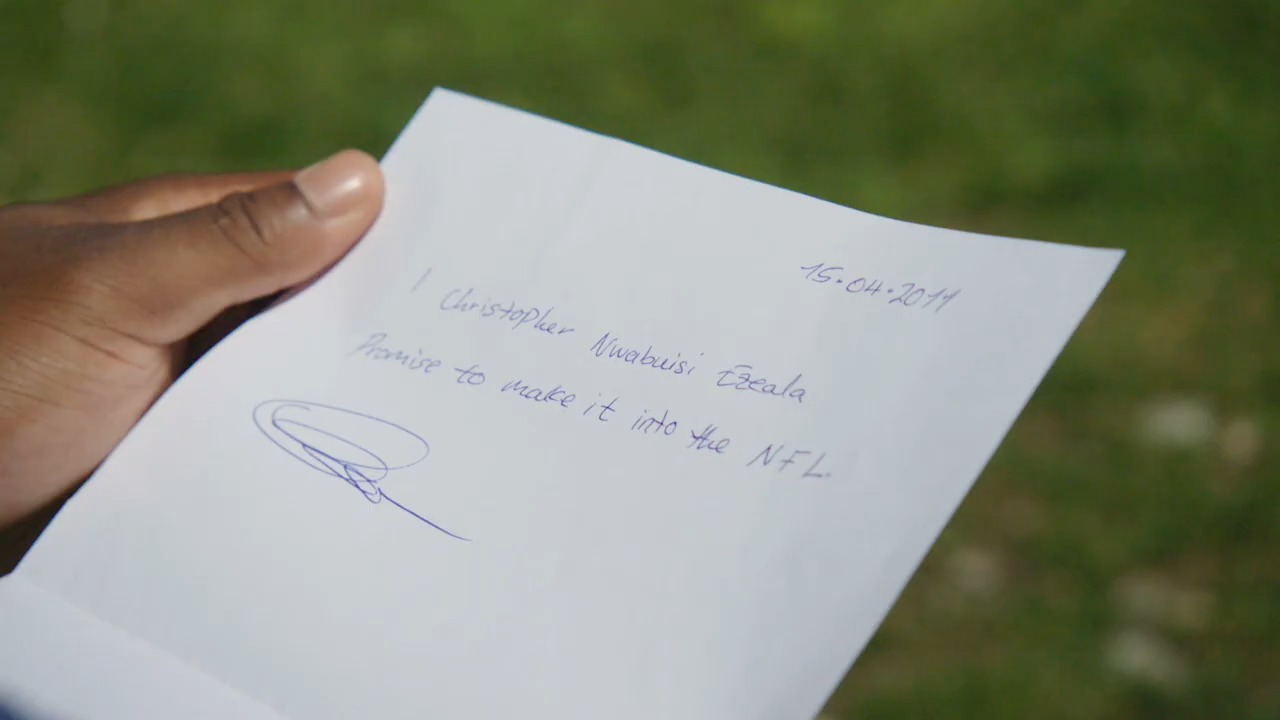 15.04.2011
I Christopher Nwabuisi Ezeala
Promise to make it into the NFL.